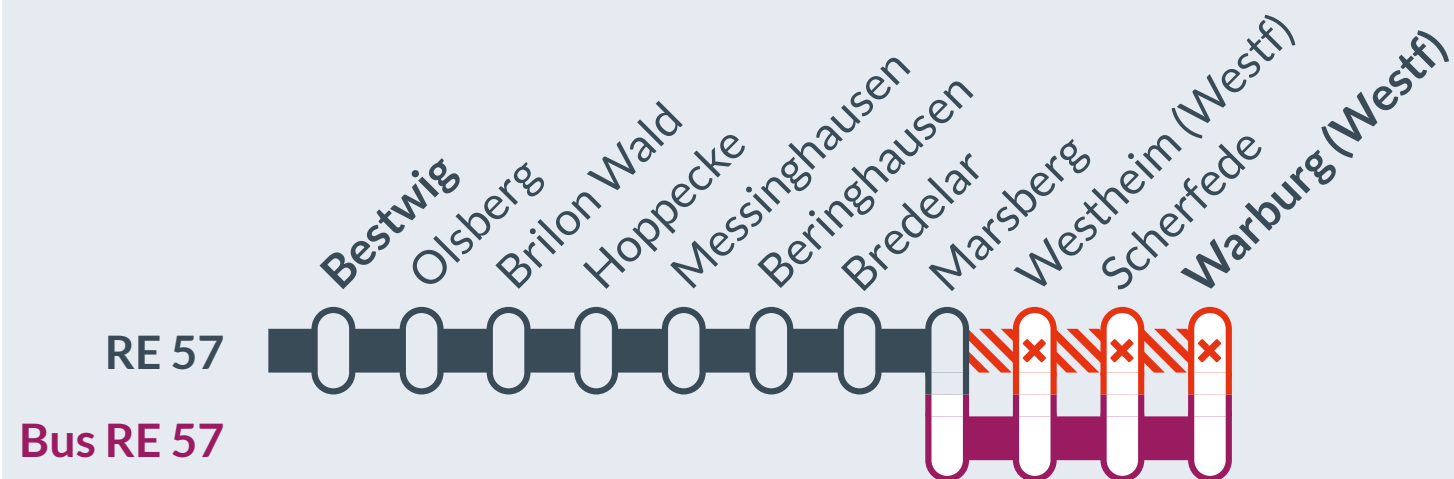 Bestwig
Olsberg
Brilon Wald
Hoppecke
Messinghausen
Beringhausen
Bredelar
Marsberg
Westheim (Westf)
Scherfede
Warburg (Westf)
RE 57
Bus RE 57